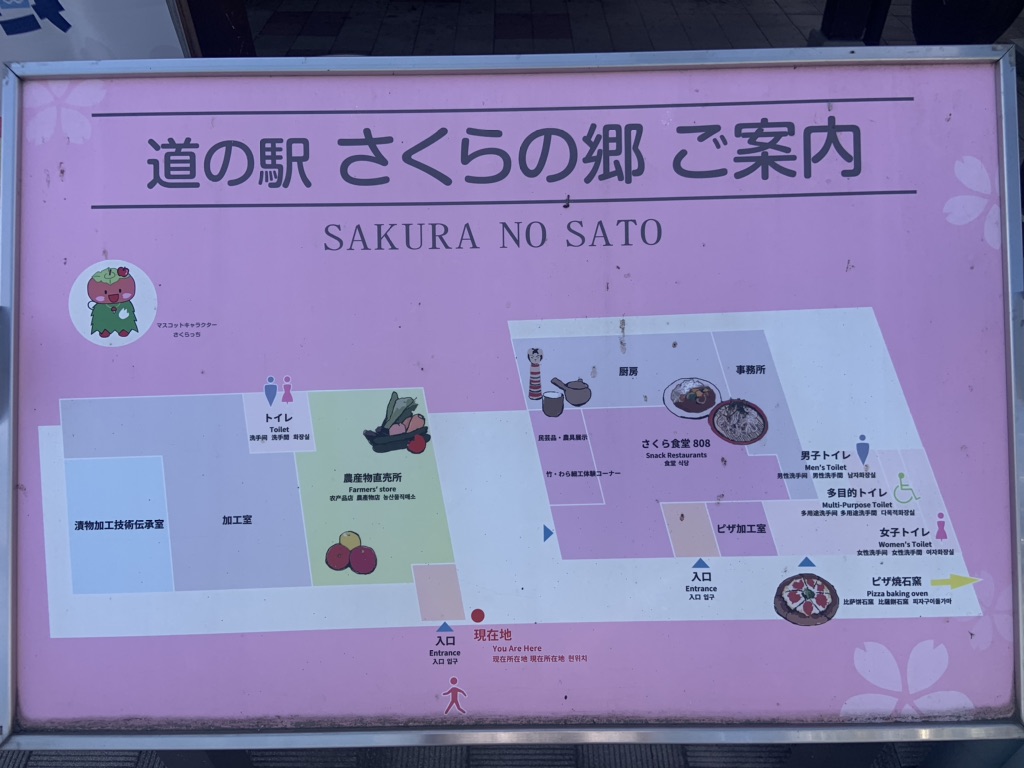 道の駅 さくらの郷 ご案内
SAKURA NO SATO
マスコットキャラクター
さくらっち
トイレ
Toilet
洗手间 洗手間 화장실
農産物直売所
Farmers' store
农产品店 農産物店 농산물직매소
漬物加工技術伝承室
加工室
入口
Entrance
入口 입구
現在地
You Are Here
现在所在地 現在所在地 현위치
厨房
事務所
民芸品・農具展示
竹・わら細工体験コーナー
さくら食堂 808
Snack Restaurants
食堂 식당
ピザ加工室
入口
Entrance
入口 입구
男子トイレ
Men's Toilet
男性洗手间 男性洗手間 남자화장실
多目的トイレ
Multi-Purpose Toilet
多用途洗手间 多用途洗手間 다목적화장실
女子トイレ
Women's Toilet
女性洗手间 女性洗手間 여자화장실
ピザ焼石窯
Pizza baking oven
比萨饼石窯 比薩餅石窯 피자구이돌가마